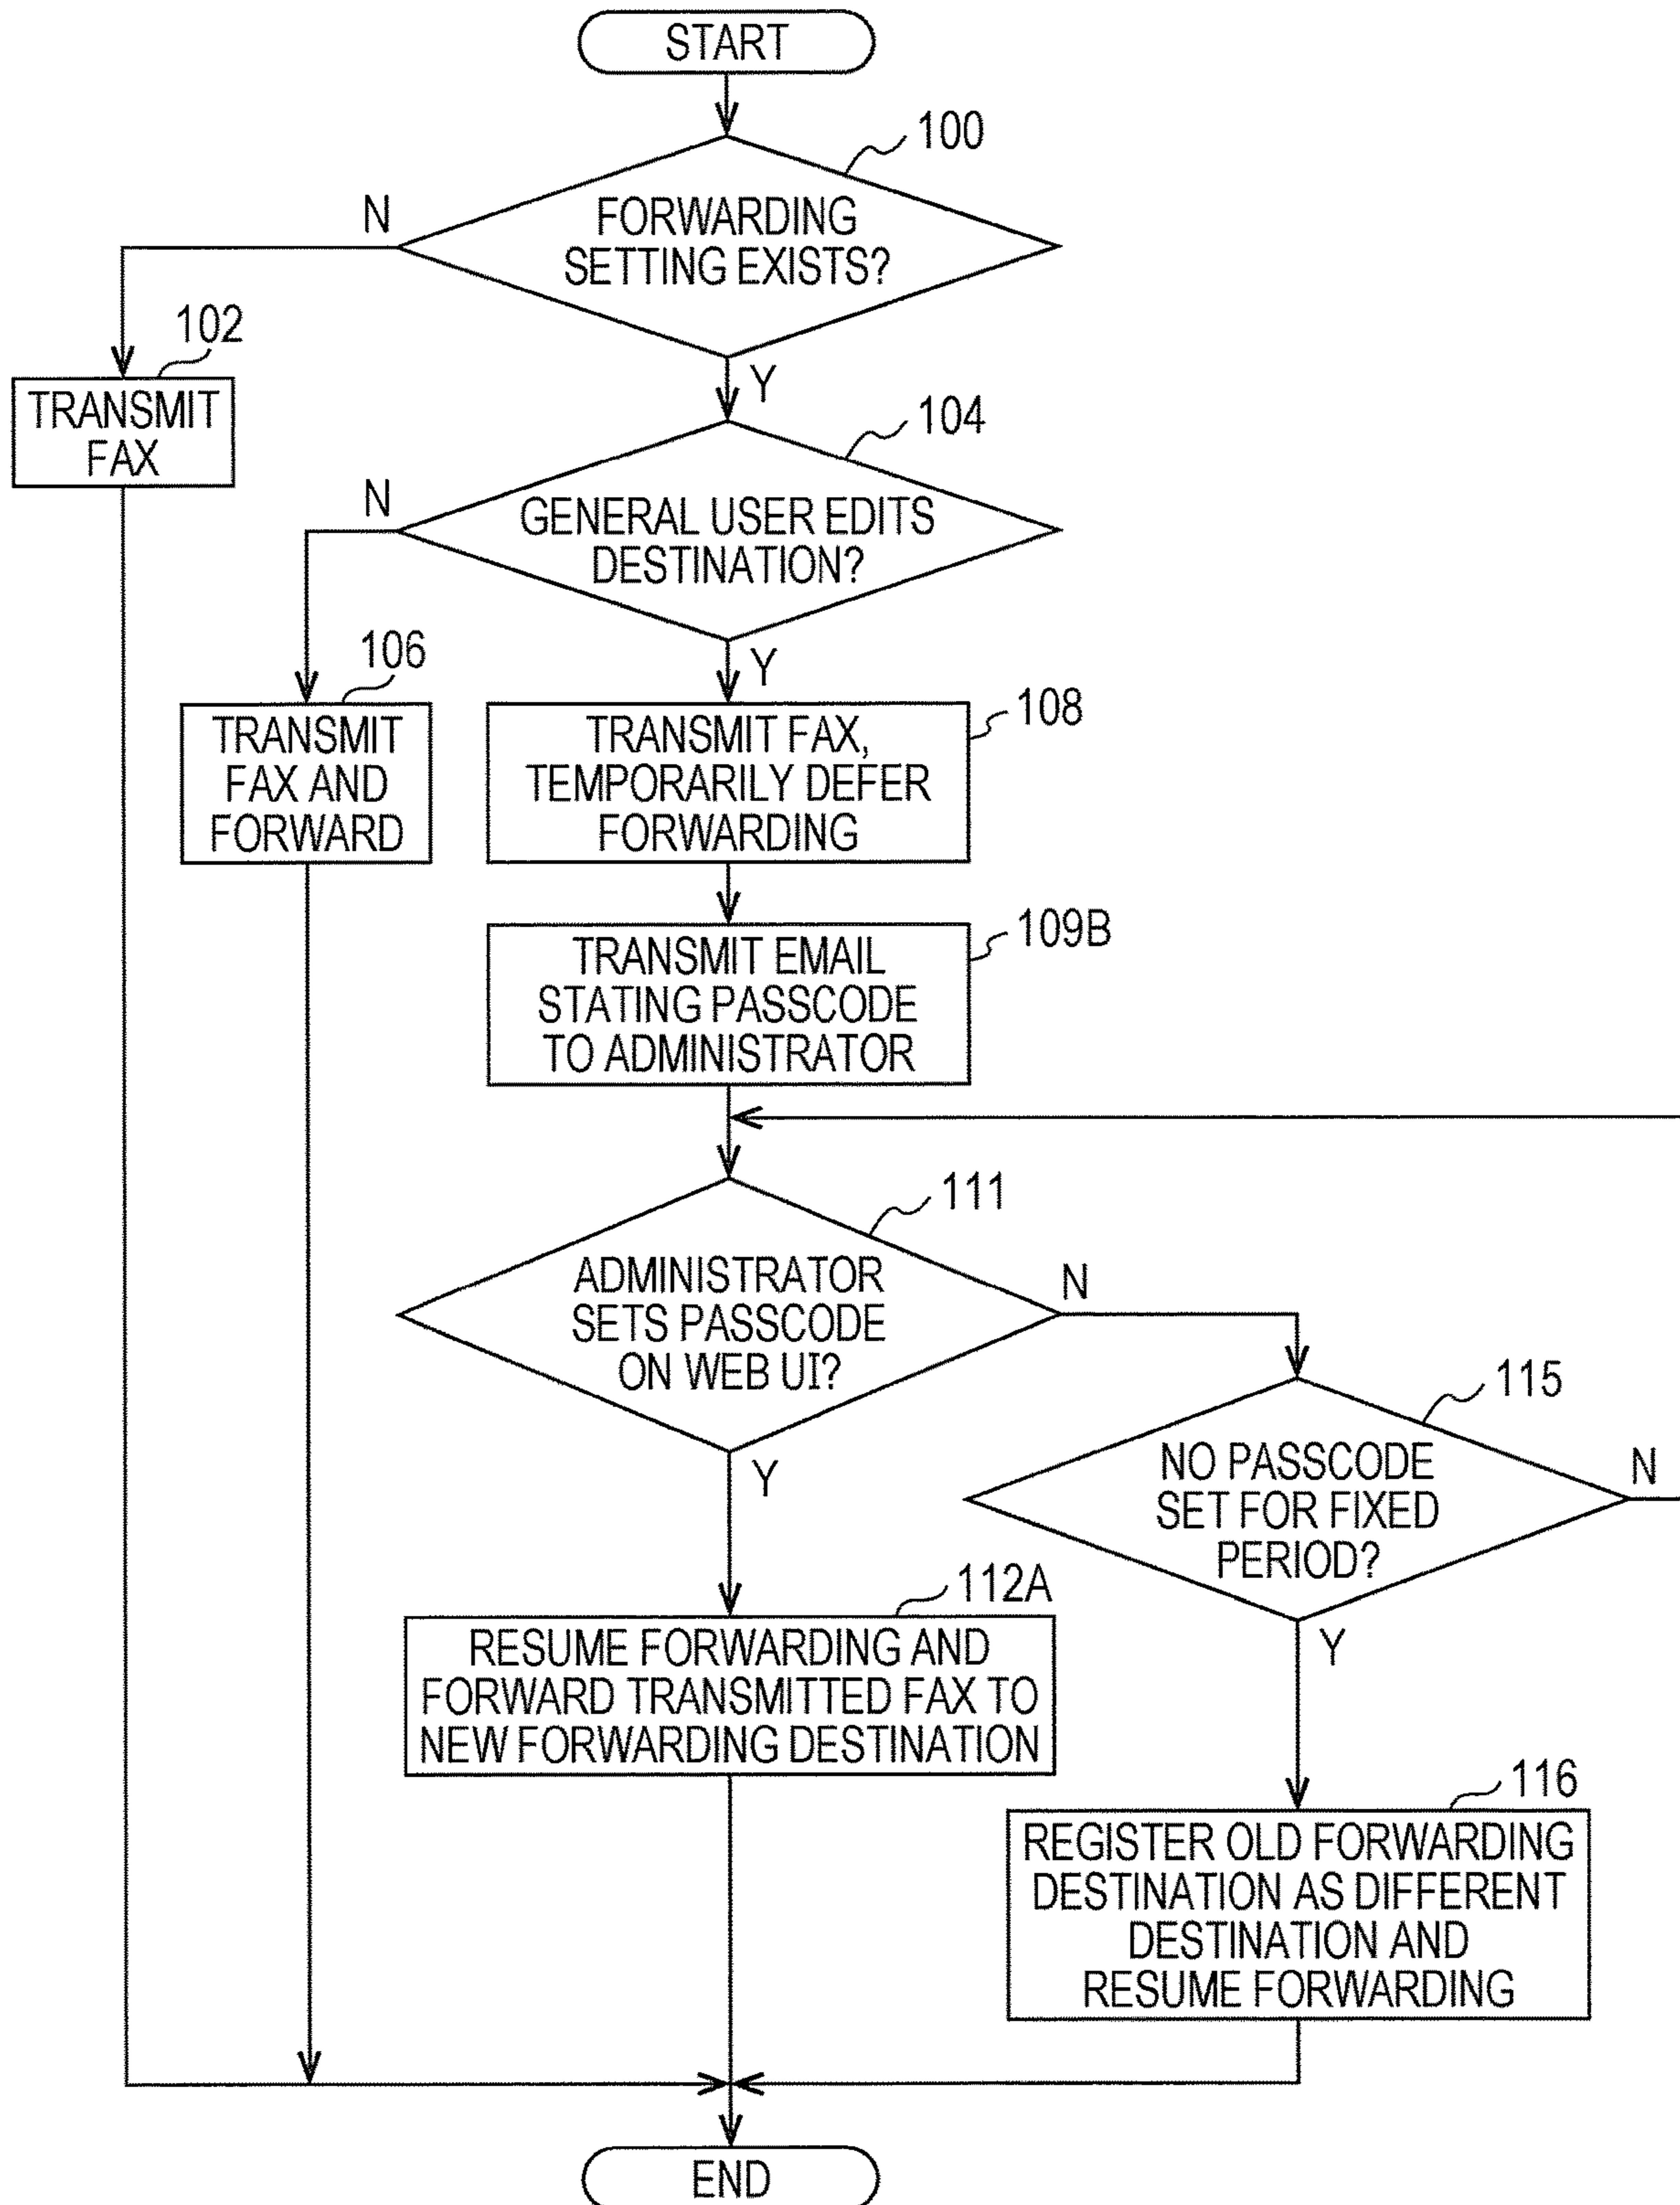 START
100
FORWARDING
SETTING EXISTS?
N
Y
102
TRANSMIT
FAX
104
GENERAL USER EDITS
DESTINATION?
N
Y
106
TRANSMIT
FAX AND
FORWARD
108
TRANSMIT FAX,
TEMPORARILY DEFER
FORWARDING
109B
TRANSMIT EMAIL
STATING PASSCODE
TO ADMINISTRATOR
111
ADMINISTRATOR
SETS PASSCODE
ON WEB UI?
N
Y
115
NO PASSCODE
SET FOR FIXED
PERIOD?
N
Y
112A
RESUME FORWARDING AND
FORWARD TRANSMITTED FAX TO
NEW FORWARDING DESTINATION
116
REGISTER OLD FORWARDING
DESTINATION AS DIFFERENT
DESTINATION AND
RESUME FORWARDING
END